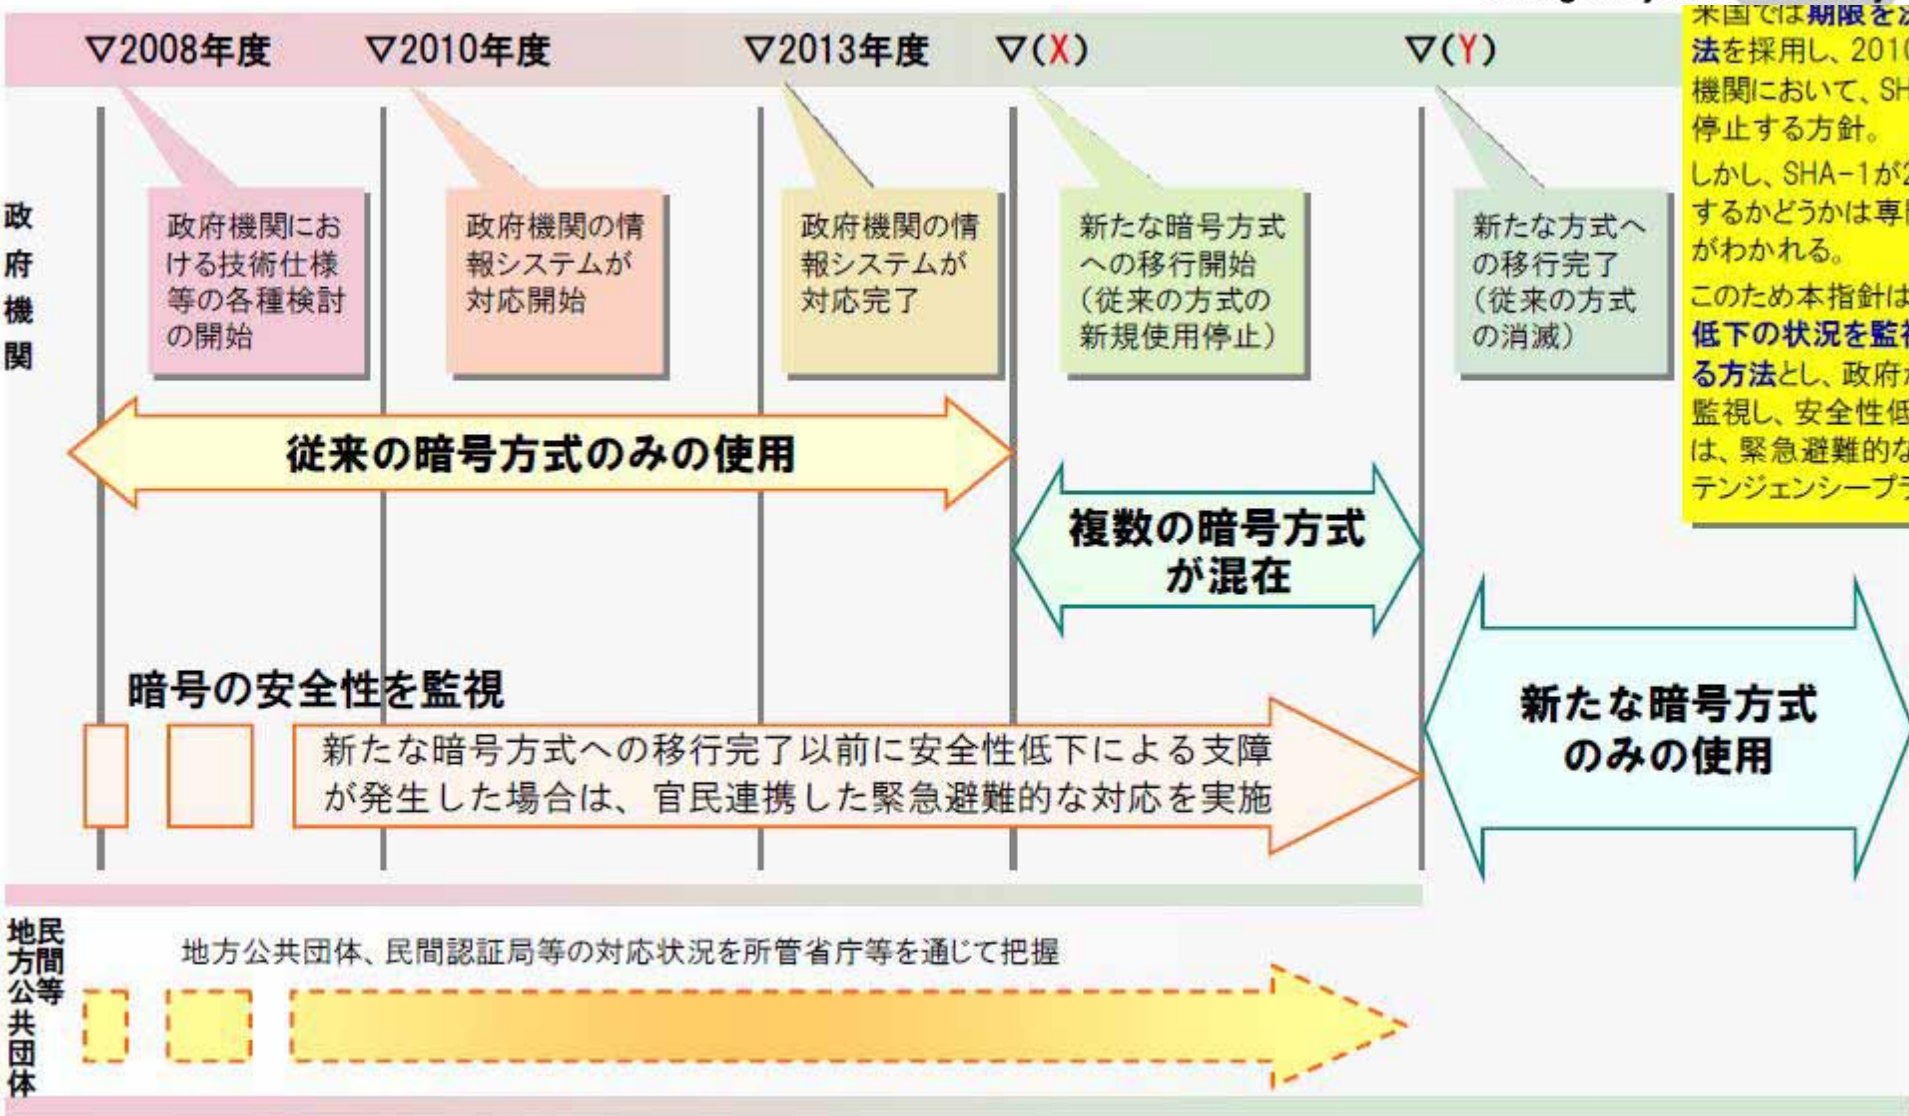 ▽2008年度
▽2010年度
▽2013年度
▽(X)
▽(Y)
政府機関
政府機関にお
ける技術仕様
等の各種検討
の開始
政府機関の情
報システムが
対応開始
政府機関の情
報システムが
対応完了
新たな暗号方式
への移行開始
(従来の方式の
新規使用停止)
新たな方式へ
の移行完了
(従来の方式
の消滅)
米国では期限を
法を採用し、2010
機関において、SH
停止する方針。
しかし、SHA-1が2
するかどうかは専
がわかれる。
このため本指針は
低下の状況を監
る方法とし、政府
監視し、安全性低
は、緊急避難的な
テンジェンシープ
従来の暗号方式のみの使用
複数の暗号方式
が混在
新たな暗号方式
のみの使用
暗号の安全性を監視
新たな暗号方式への移行完了以前に安全性低下による支障
が発生した場合は、官民連携した緊急避難的な対応を実施
地方公共団体
民間等
地方公共団体、民間認証局等の対応状況を所管省庁等を通じて把握